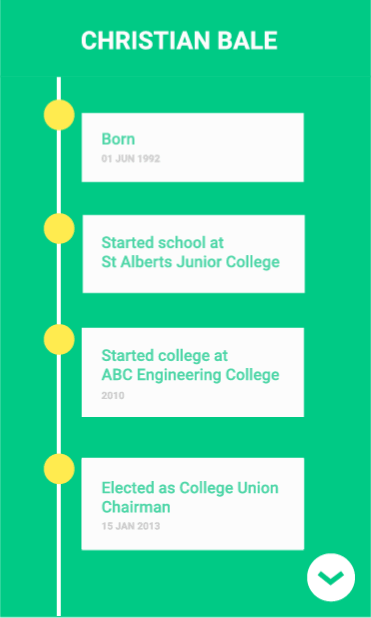 CHRISTIAN BALE
Born
01 JUN 1992
Started school at
St Alberts Junior College
Started college at
ABC Engineering College
2010
Elected as College Union
Chairman
15 JAN 2013